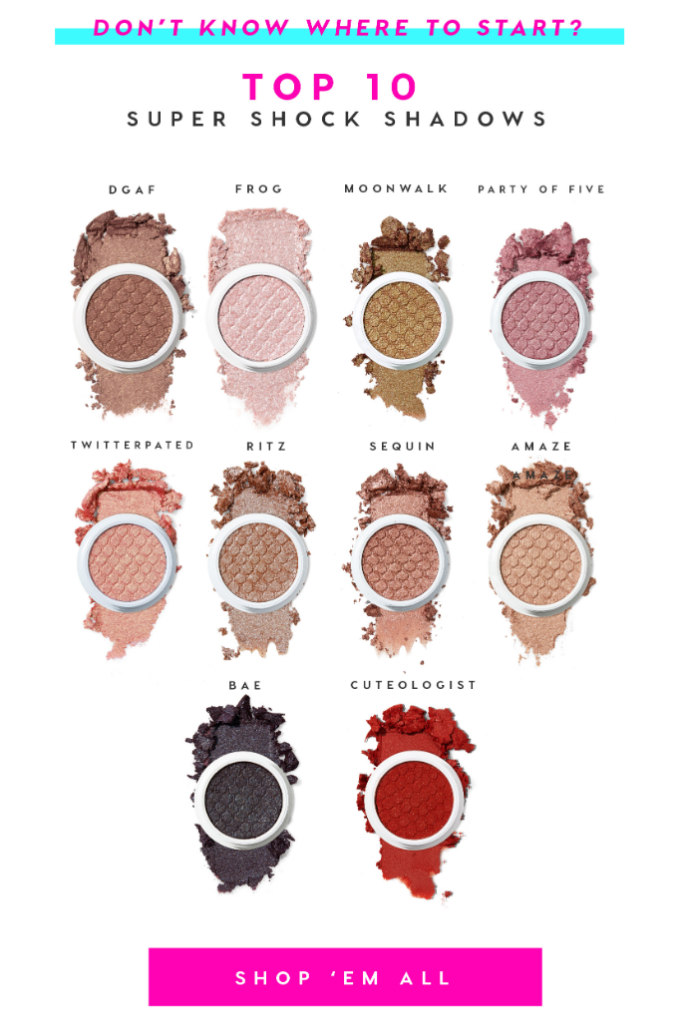 DON'T KNOW WHERE TO START?
TOP 10
SUPER SHOCK SHADOWS
DGAF FROG MOONWALK PARTY OF FIVE
TWITTERPATED RITZ SEQUIN AMAZE
AMAZE
BAE CUTEOLOGIST
SHOP ‘EM ALL